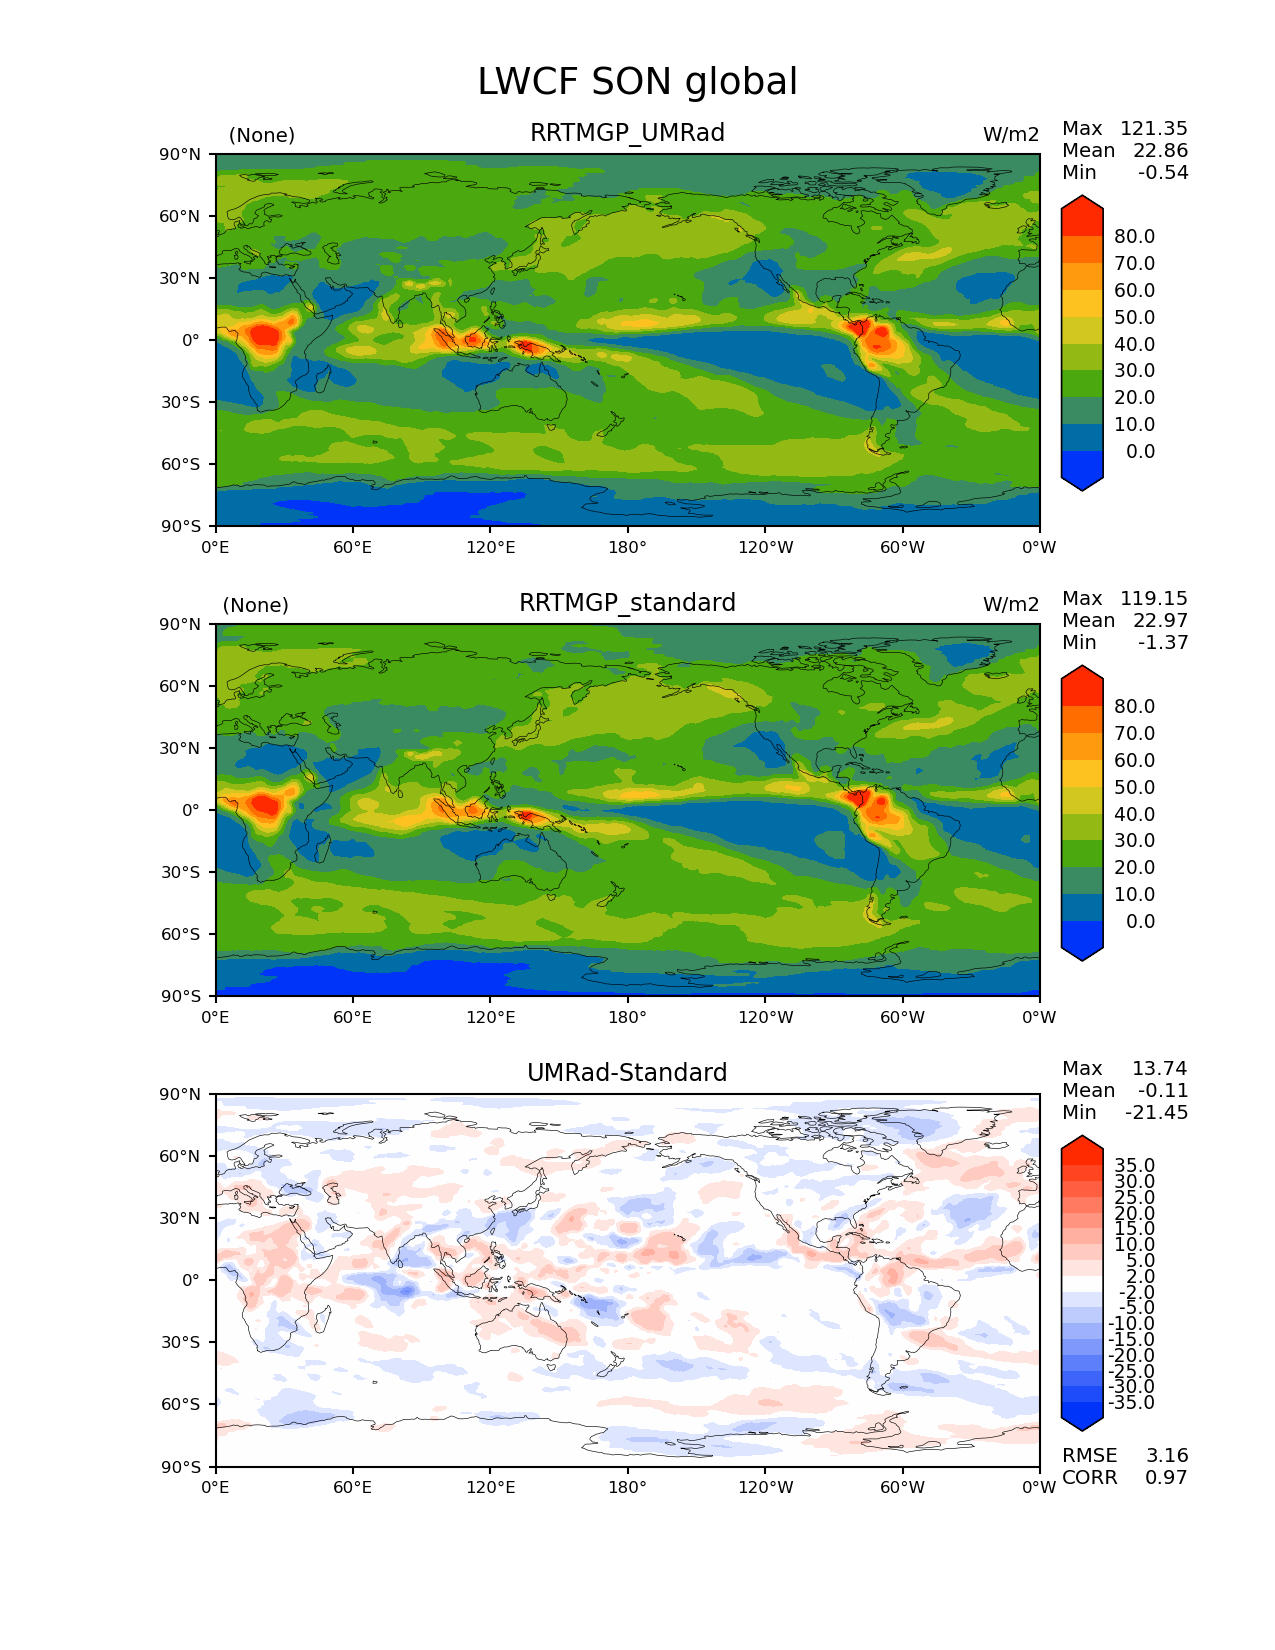 LWCF SON global
(None) RRTMGP_UMRad W/m2
Max 121.35
Mean 22.86
Min -0.54
90°N
60°N
30°N
0°
30°S
60°S
90°S
0°E 60°E 120°E 180° 120°W 60°W 0°W
80.0
70.0
60.0
50.0
40.0
30.0
20.0
10.0
0.0
(None) RRTMGP_standard W/m2
Max 119.15
Mean 22.97
Min -1.37
90°N
60°N
30°N
0°
30°S
60°S
90°S
0°E 60°E 120°E 180° 120°W 60°W 0°W
80.0
70.0
60.0
50.0
40.0
30.0
20.0
10.0
0.0
UMRad-Standard
Max 13.74
Mean -0.11
Min -21.45
90°N
60°N
30°N
0°
30°S
60°S
90°S
0°E 60°E 120°E 180° 120°W 60°W 0°W
35.0
30.0
25.0
20.0
15.0
10.0
5.0
2.0
-2.0
-5.0
-10.0
-15.0
-20.0
-25.0
-30.0
-35.0
RMSE 3.16
CORR 0.97